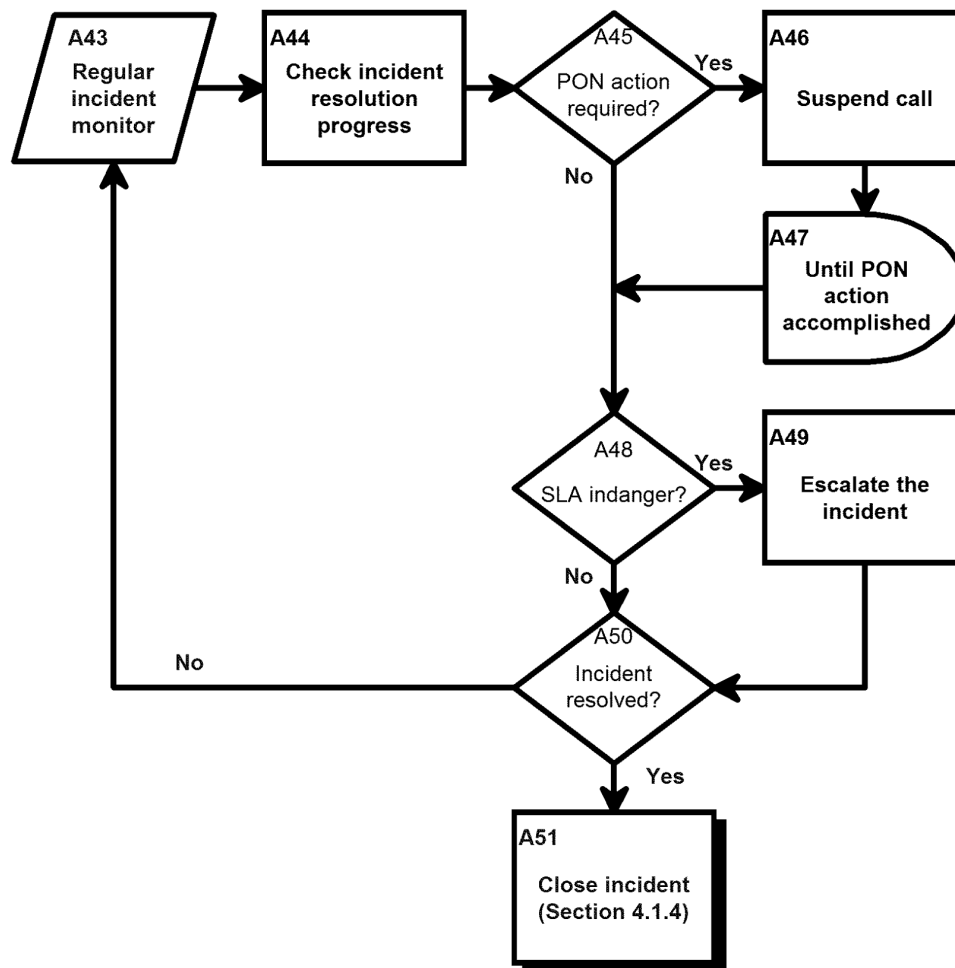 A43
Regular
incident
monitor
A44
Check incident
resolution
progress
A45
PON action
required?
Yes
No
A46
Suspend call
A47
Until PON
action
accomplished
A48
SLA indanger?
Yes
No
A49
Escalate the
incident
A50
Incident
resolved?
No
Yes
A51
Close incident
(Section 4.1.4)